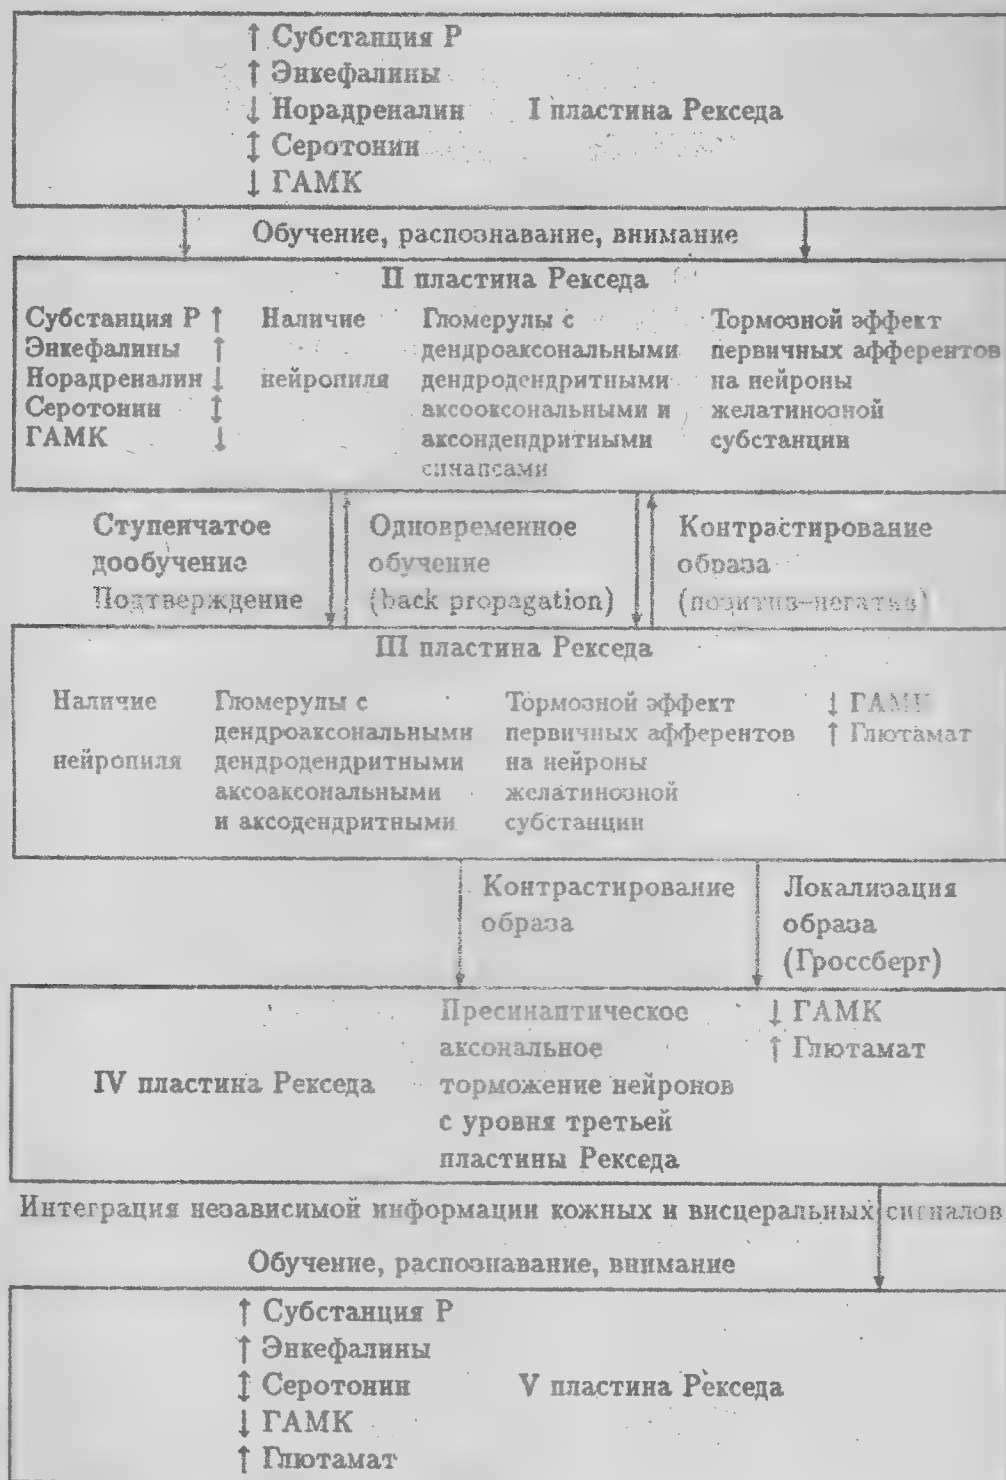 ↑ Субстанция Р
↑ Энкефалины
↓ Норадреналин I пластина Рекседа
↕ Серотонин
↓ ГАМК
Обучение, распознавание, внимание
II пластина Рекседа
Субстанция Р ↑ Наличие Гломерулы с Тормозной эффект
Энкефалины ↑ дендроаксональными первичных афферентов
Норадреналин ↓ нейропиля дендродендритными на нейроны
Серотонин ↕ аксооксональными и желатинозной
ГАМК ↓ аксондендритными субстанции
синапсами
Ступенчатое Одновременное Контрастирование
дообучение обучение образа
Подтверждение (back propagation) (позитив–негатив)
III пластина Рекседа
Наличие Гломерулы с Тормозной эффект ↓ ГАМК
дендроаксональными первичных афферентов ↑ Глютамат
нейропиля дендродендритными на нейроны
аксоаксональными желатинозной
и аксодендритными субстанции
Контрастирование Локализация
образа образа
(Гроссберг)
Пресинаптическое ↓ ГАМК
аксональное ↑ Глютамат
IV пластина Рекседа торможение нейронов
с уровня третьей
пластины Рекседа
Интеграция независимой информации кожных и висцеральных сигналов
Обучение, распознавание, внимание
↑ Субстанция Р
↑ Энкефалины
↕ Серотонин V пластина Рекседа
↓ ГАМК
↑ Глютамат